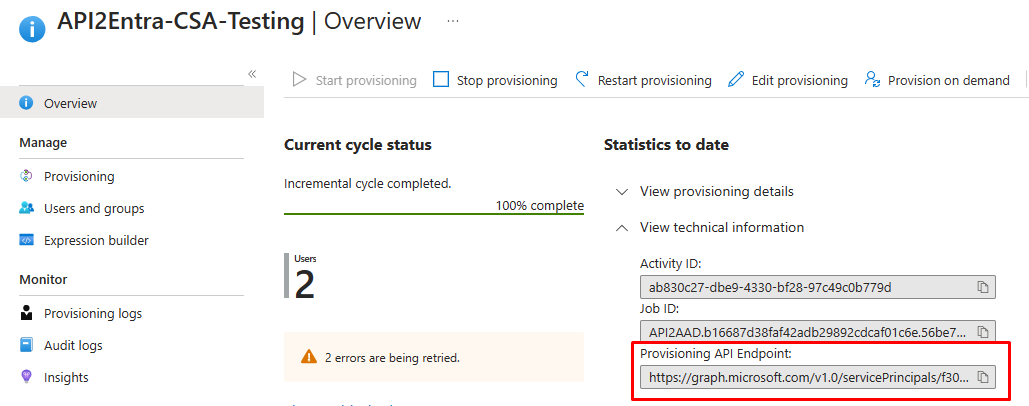 API2Entra-CSA-Testing | Overview ...
«
Start provisioning Stop provisioning Restart provisioning Edit provisioning Provision on demand
Overview
Manage
Provisioning
Users and groups
Expression builder
Monitor
Provisioning logs
Audit logs
Insights
Current cycle status
Incremental cycle completed.
100% complete
Users
2
2 errors are being retried.
Statistics to date
View provisioning details
View technical information
Activity ID:
ab830c27-dbe9-4330-bf28-97c49c0b779d
Job ID:
API2AAD.b16687d38faf42adb29892cdcaf01c6e.56be7...
Provisioning API Endpoint:
https://graph.microsoft.com/v1.0/servicePrincipals/f30...